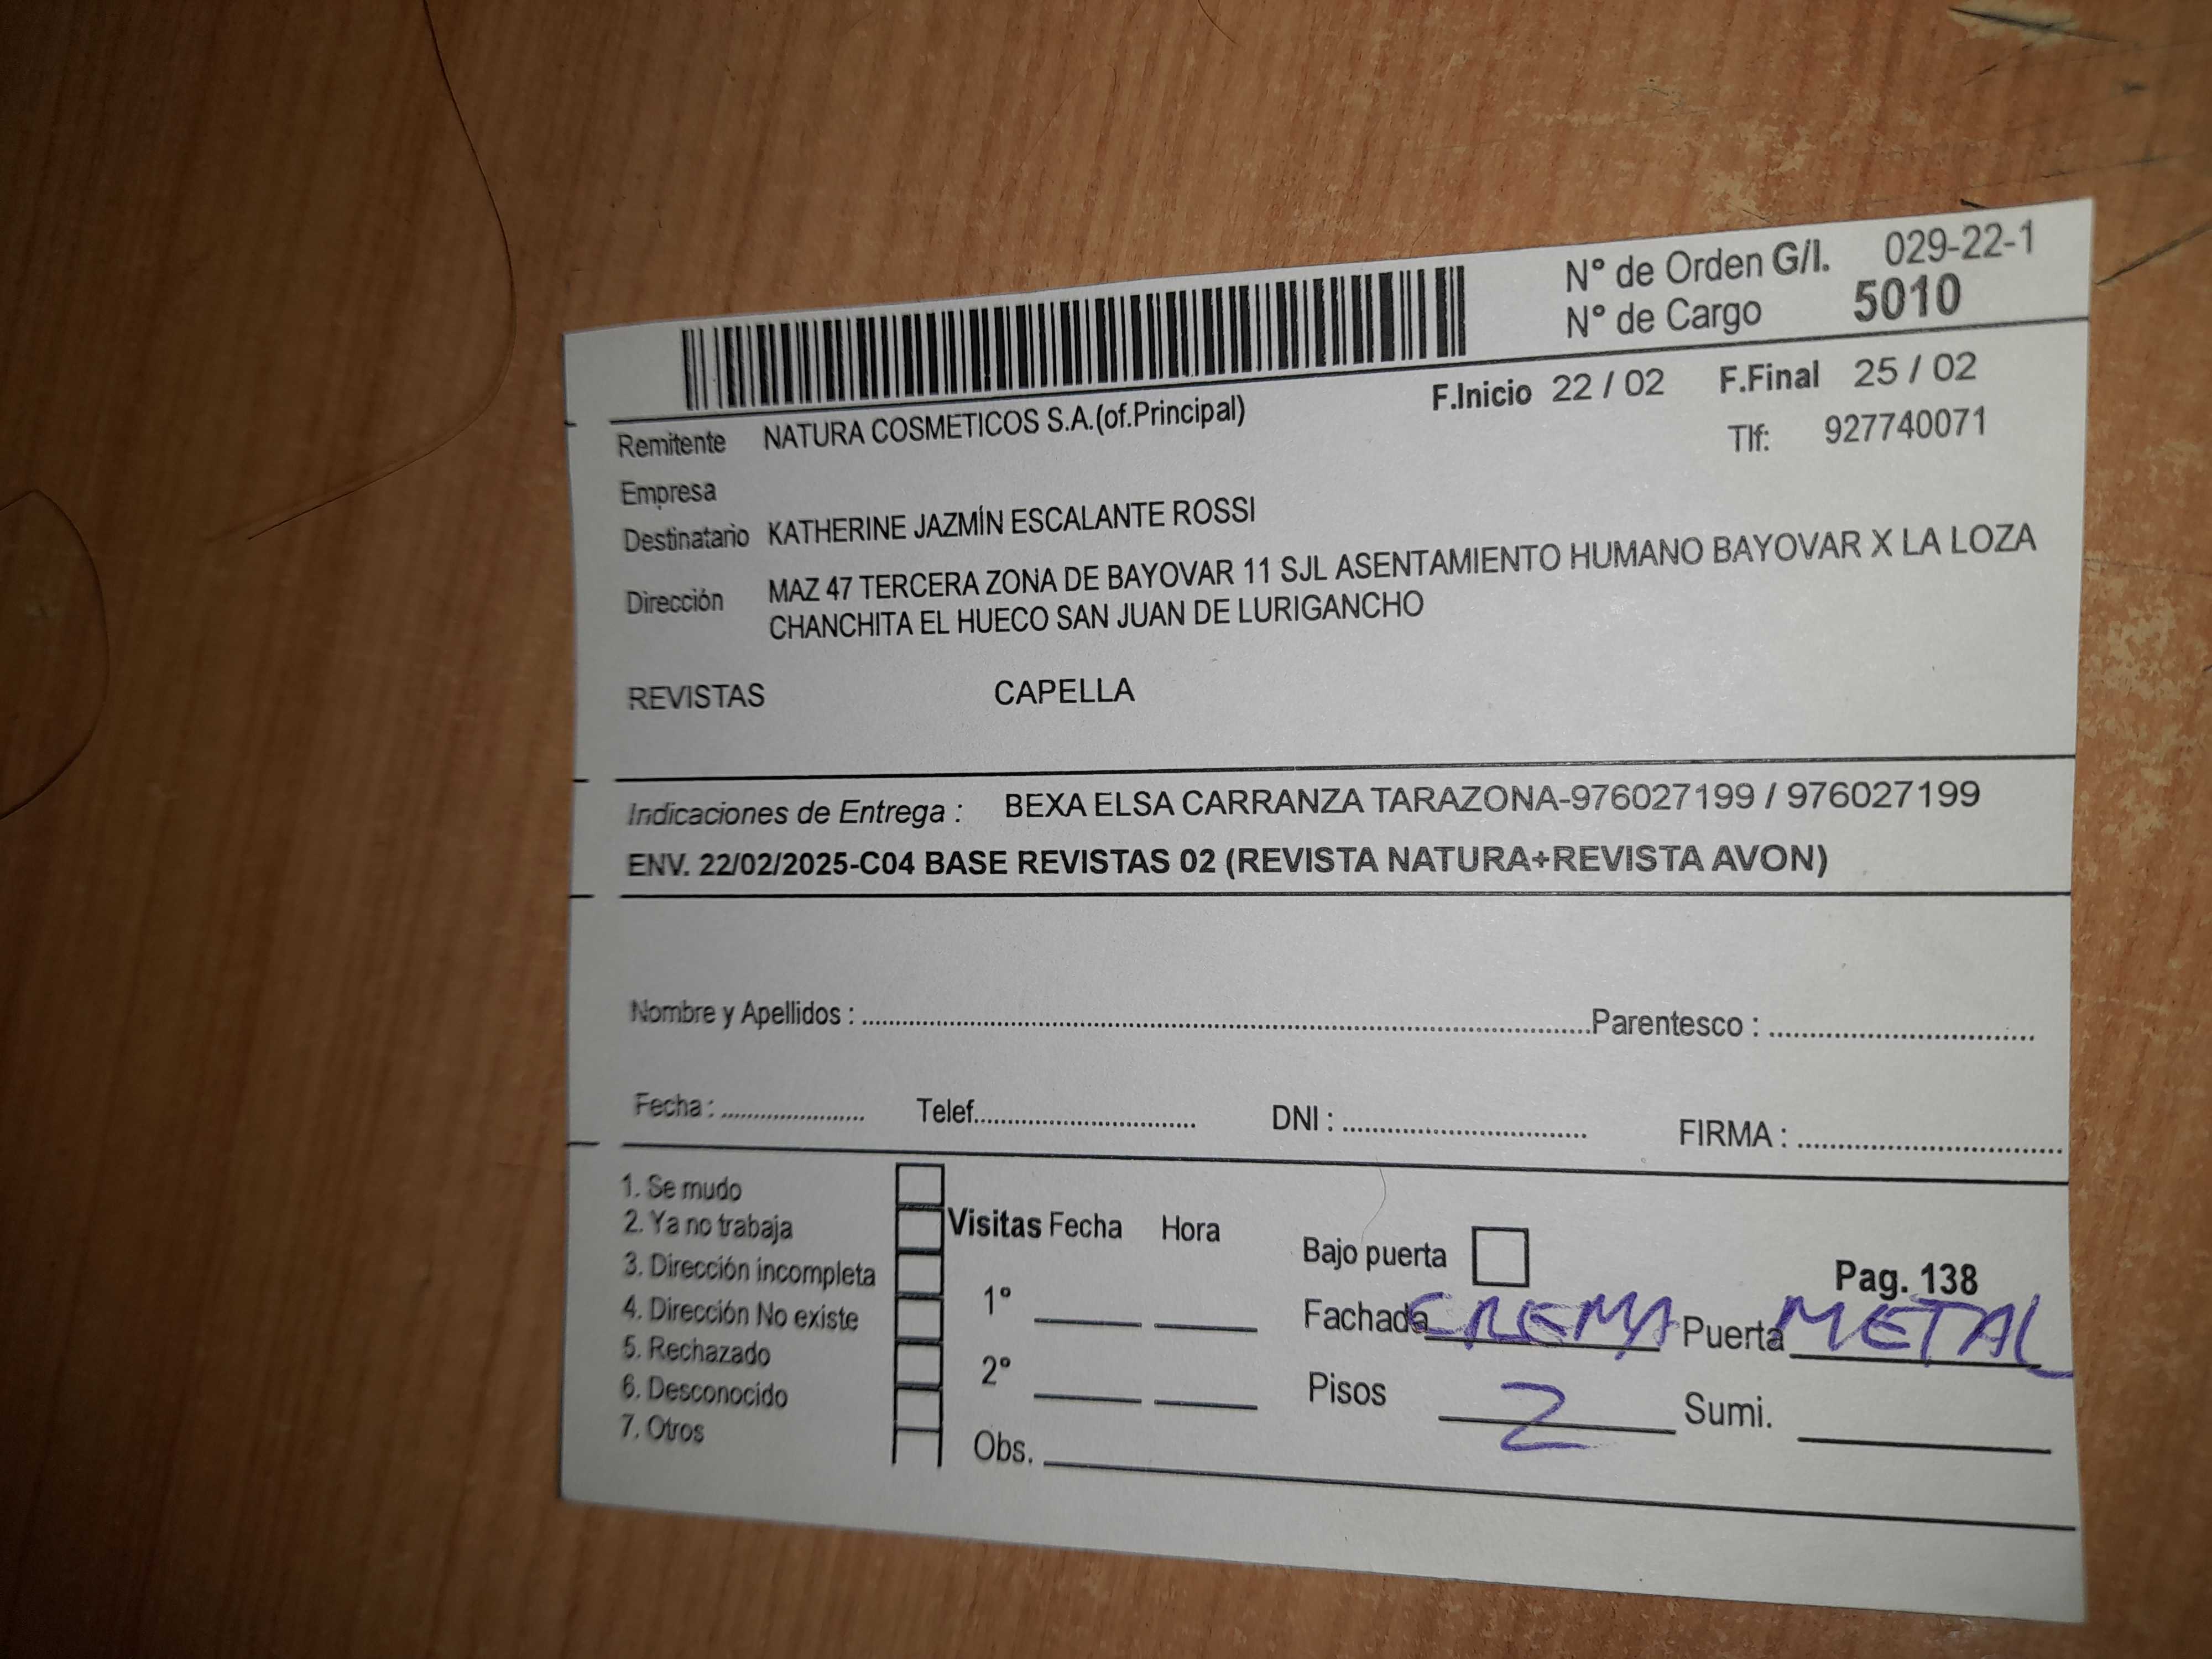 N° de Orden G/I. 029-22-1
N° de Cargo 5010
F.Inicio 22 / 02 F.Final 25 / 02
Remitente NATURA COSMETICOS S.A.(of.Principal) Tlf: 927740071
Empresa
Destinatario KATHERINE JAZMÍN ESCALANTE ROSSI
Dirección MAZ 47 TERCERA ZONA DE BAYOVAR 11 SJL ASENTAMIENTO HUMANO BAYOVAR X LA LOZA
CHANCHITA EL HUECO SAN JUAN DE LURIGANCHO
REVISTAS CAPELLA
Indicaciones de Entrega : BEXA ELSA CARRANZA TARAZONA-976027199 / 976027199
ENV. 22/02/2025-C04 BASE REVISTAS 02 (REVISTA NATURA+REVISTA AVON)
Nombre y Apellidos : Parentesco :
Fecha : Telef. DNI : FIRMA :
1. Se mudo
2. Ya no trabaja
3. Dirección incompleta
4. Dirección No existe
5. Rechazado
6. Desconocido
7. Otros
Visitas Fecha Hora
1°
2°
Obs.
Bajo puerta Pag. 138
Fachada CREMA Puerta METAL
Pisos 2 Sumi.